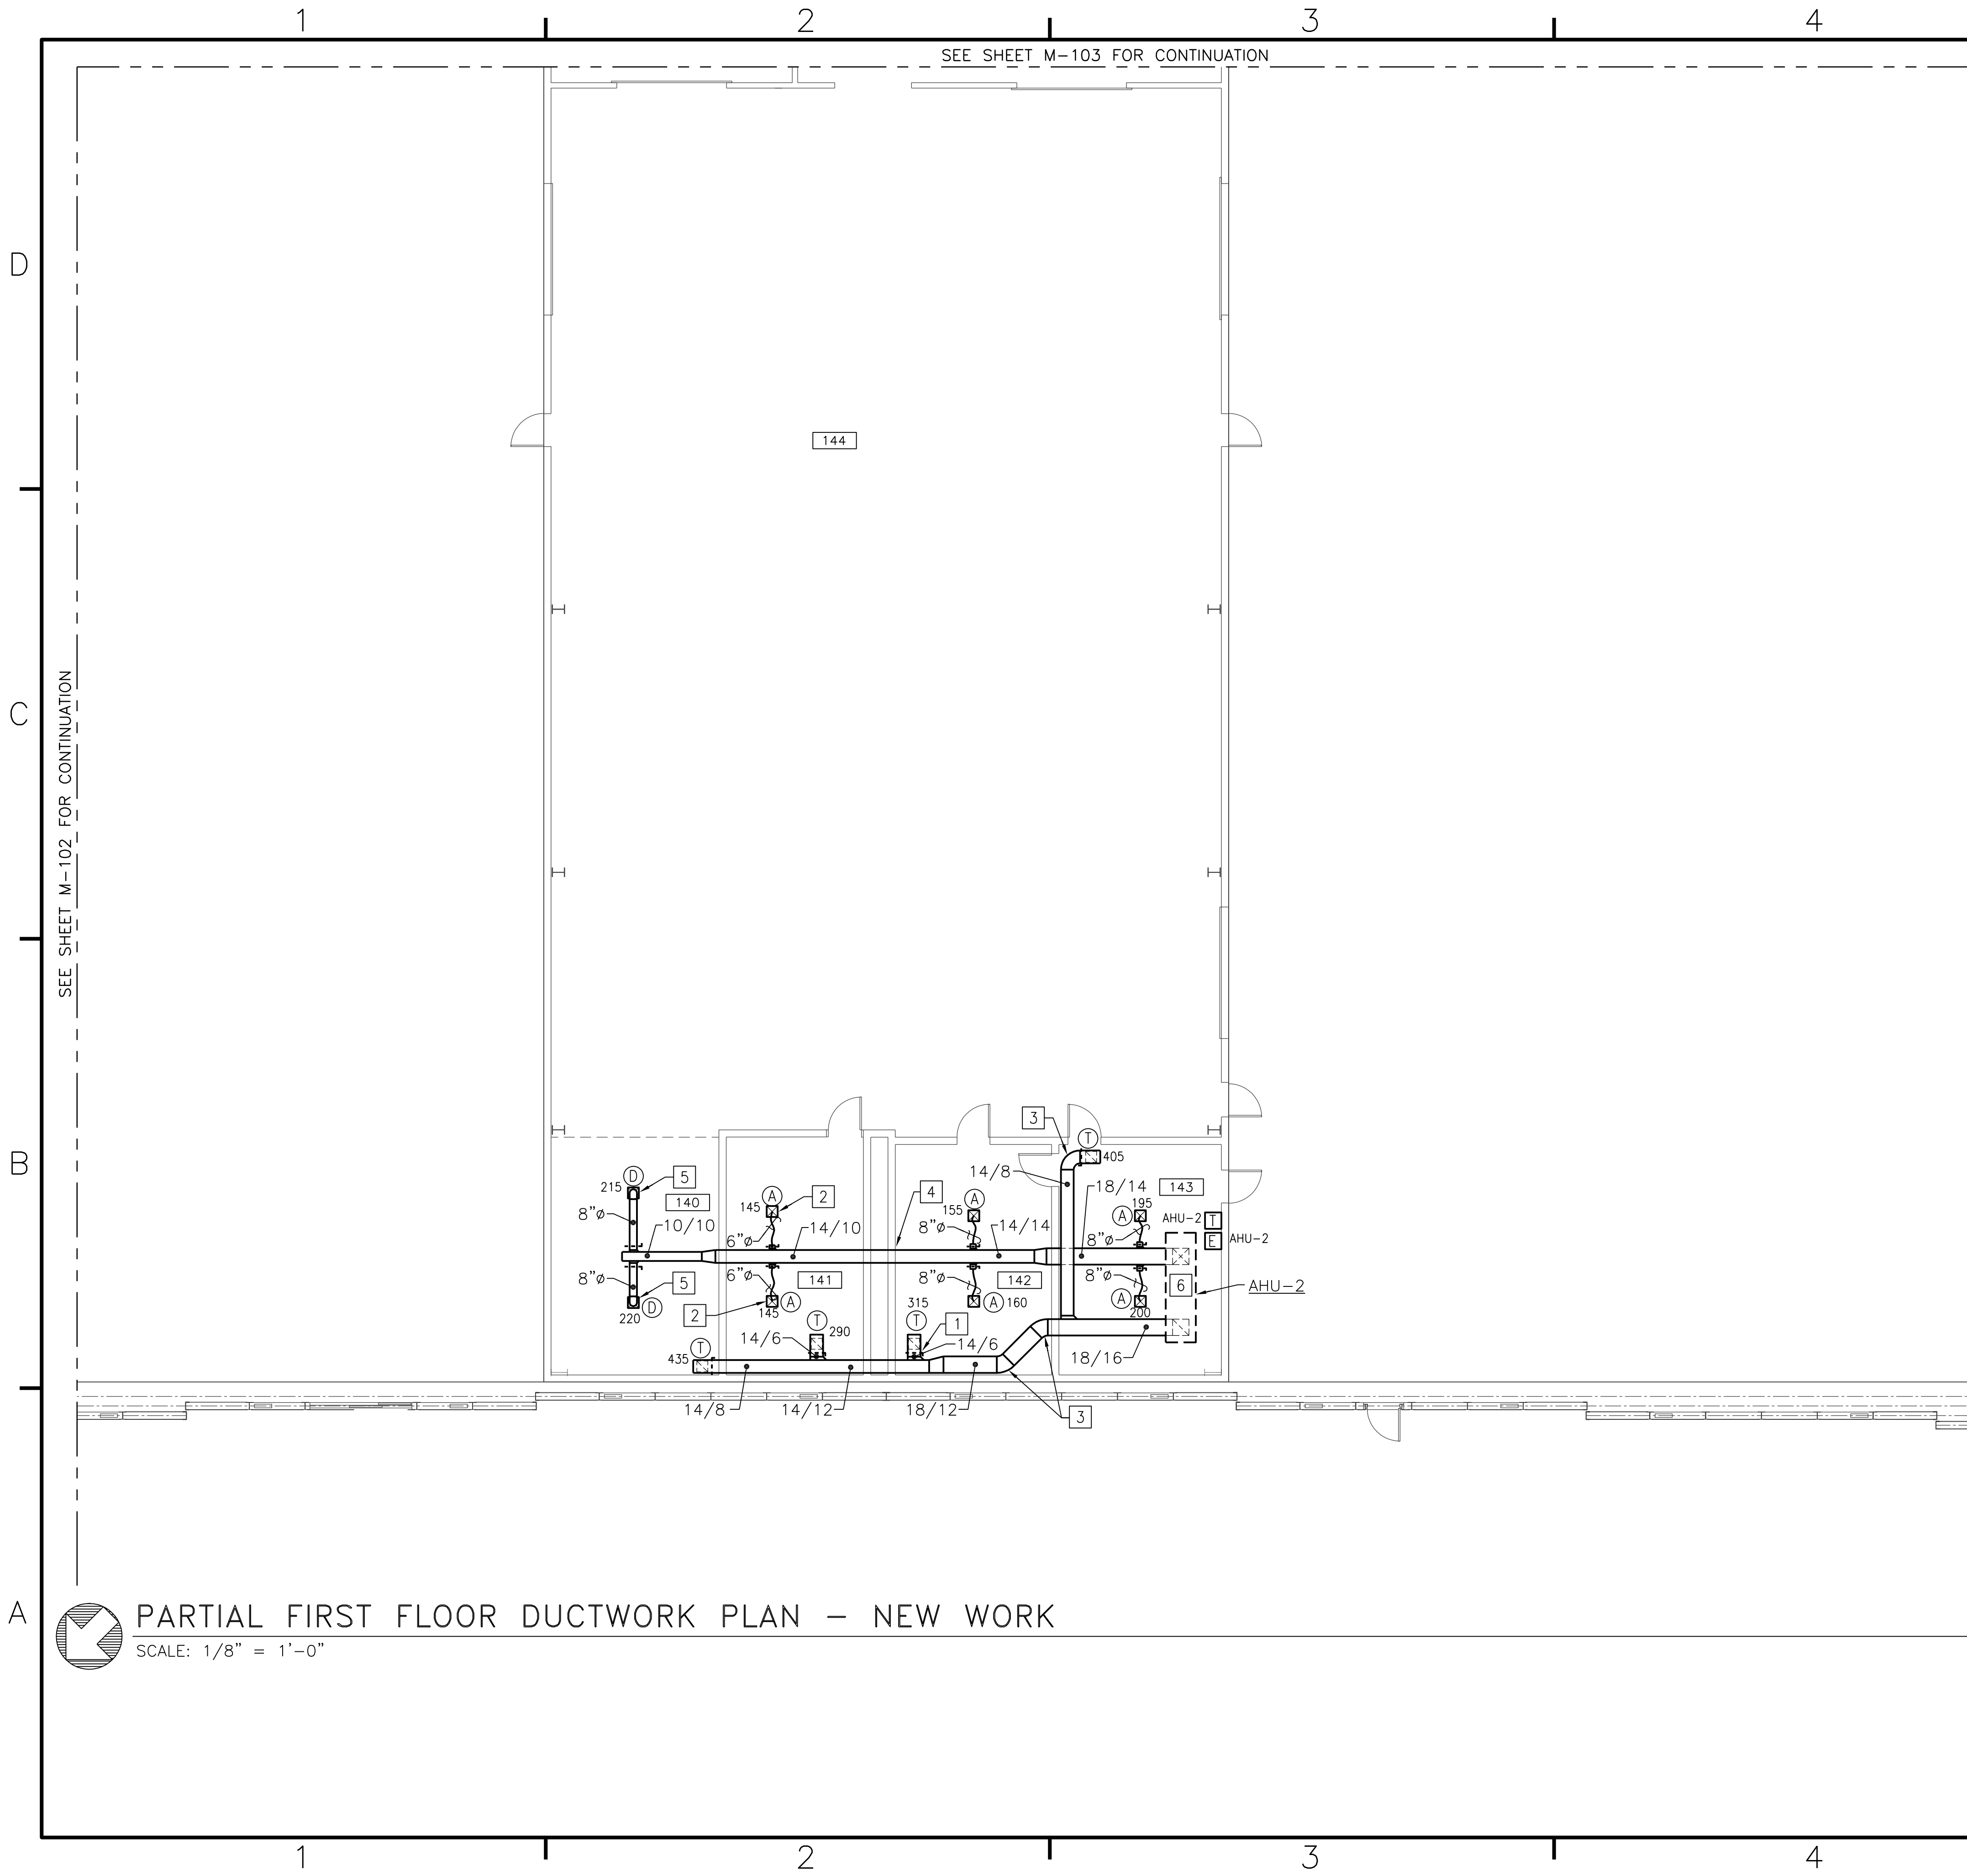 1 2 3 4
SEE SHEET M-103 FOR CONTINUATION
D
144
C
SEE SHEET M-102 FOR CONTINUATION
B
3
T
405
14/8
18/14
143
D
5
215
140
A
2
145
4
A
155
195
A
AHU-2
T
8"ø
10/10
6"ø
14/10
8"ø
14/14
8"ø
E
AHU-2
8"ø
5
6"ø
141
8"ø
142
8"ø
6
AHU-2
220
D
2
145
A
315
A
160
A
200
T
290
T
1
14/6
14/6
435
T
18/16
14/8
14/12
18/12
3
A
PARTIAL FIRST FLOOR DUCTWORK PLAN - NEW WORK
SCALE: 1/8" = 1'-0"
1 2 3 4